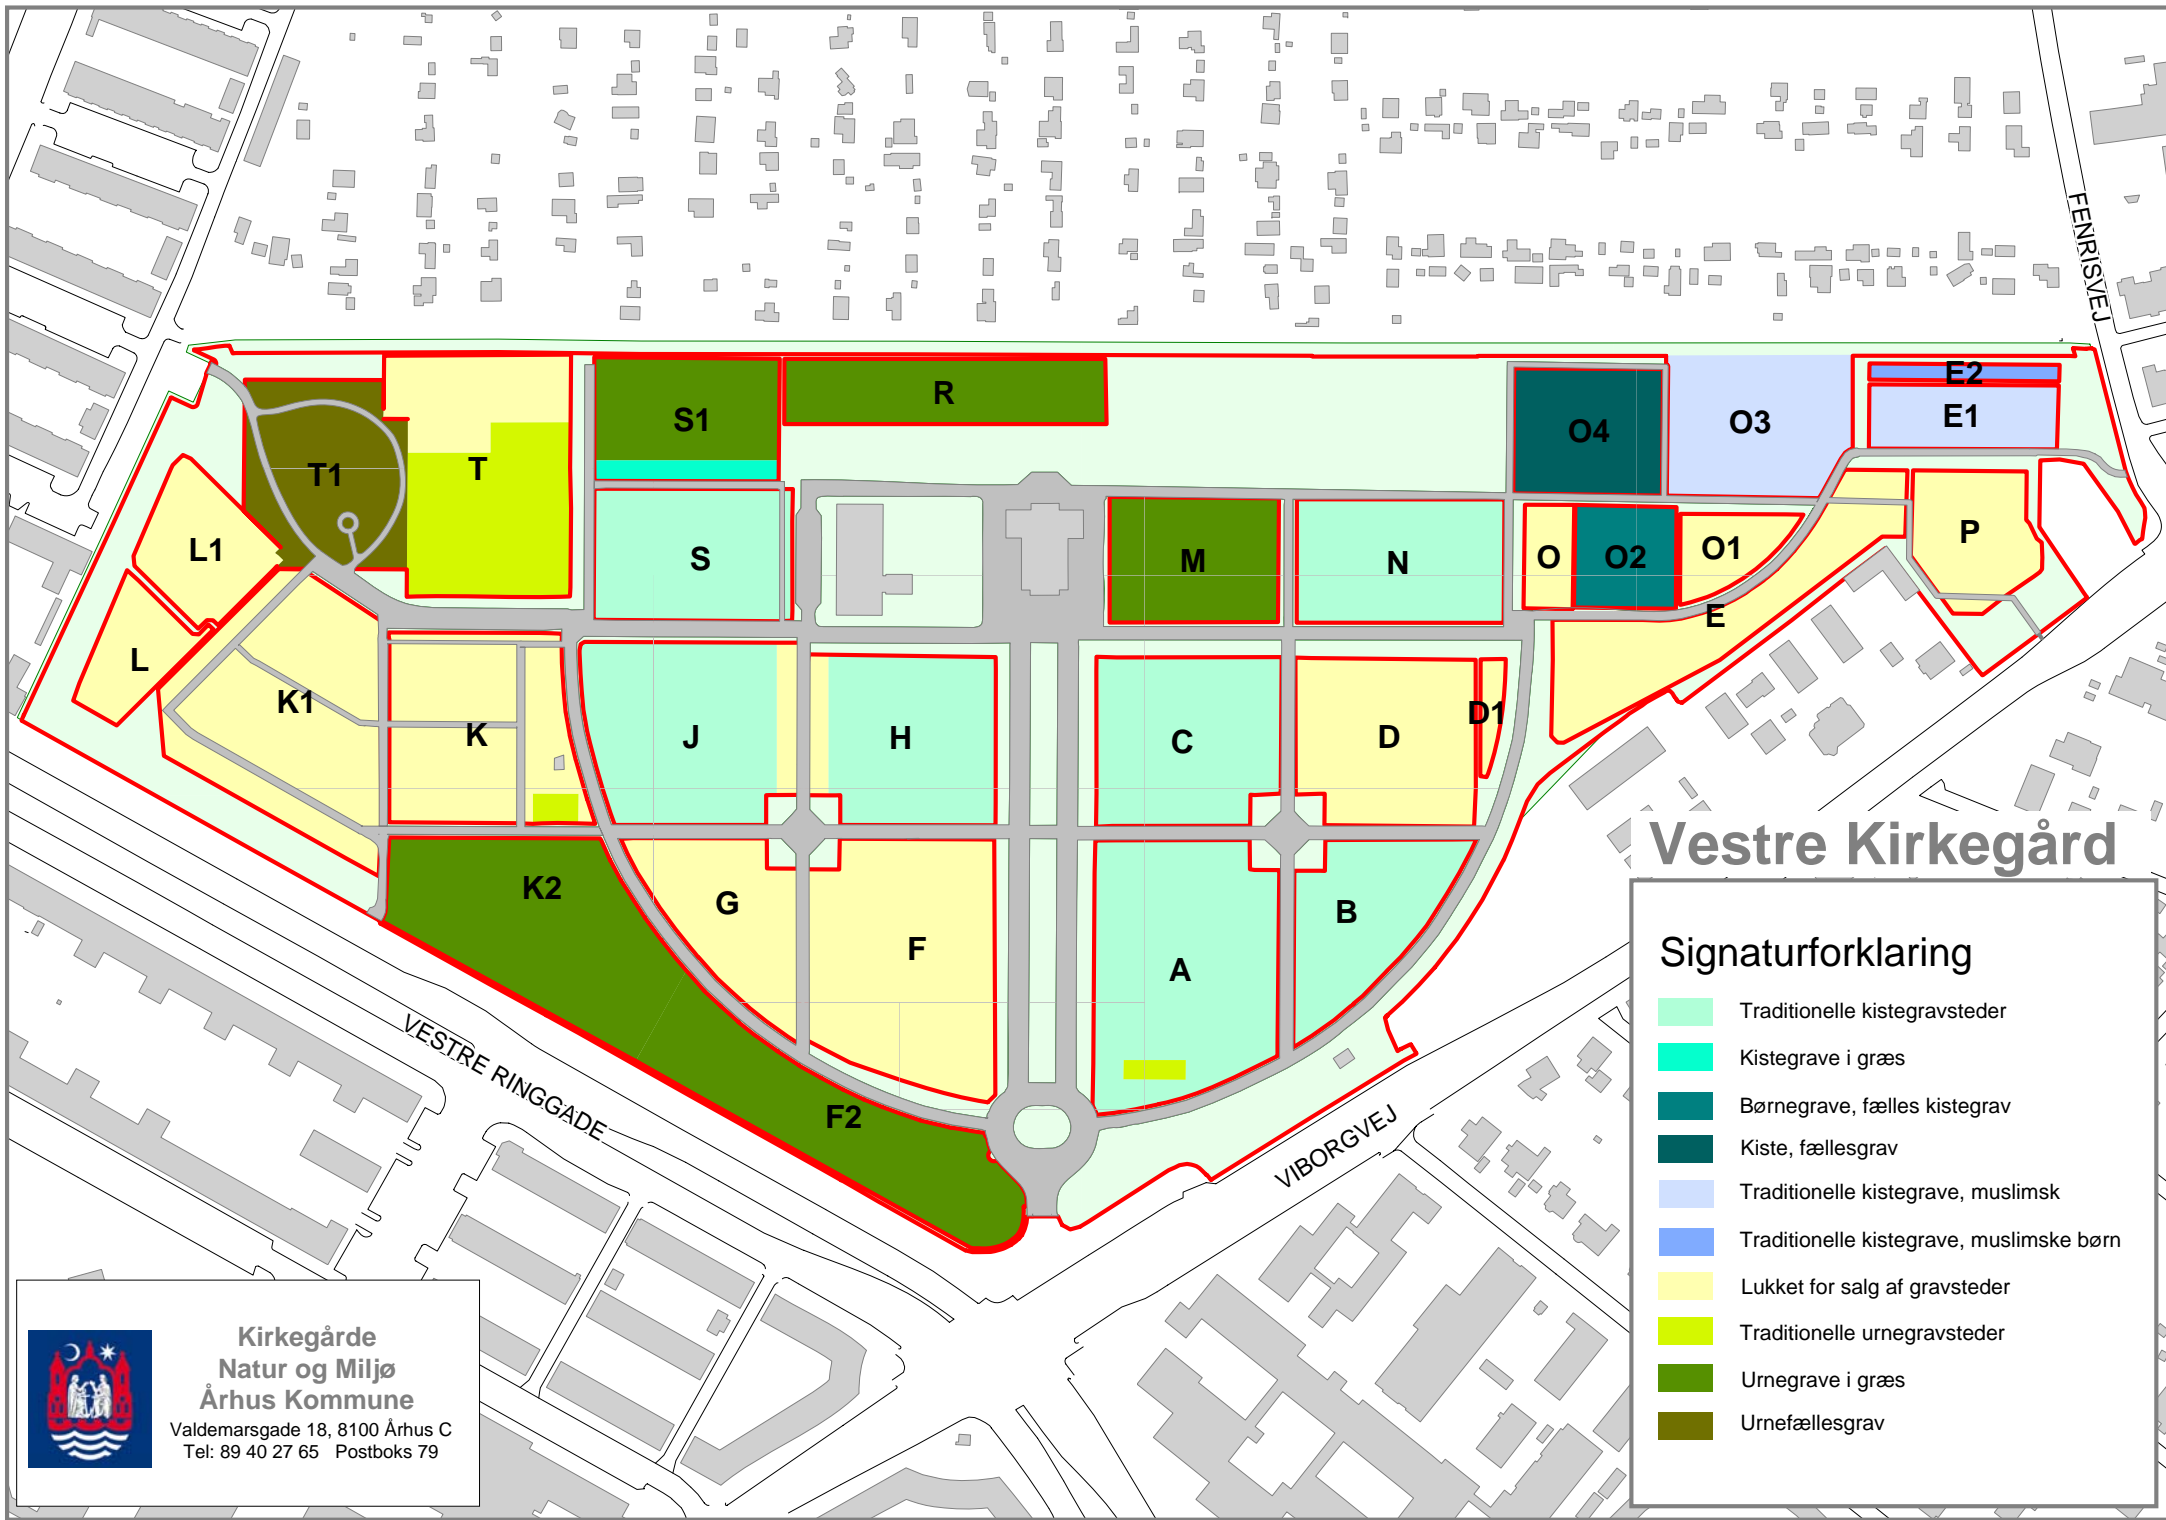 FENRISVEJ
E2
E1
R
S1
O4
O3
T1
T
L1
S
M
N
O
O2
O1
P
E
L
K1
K
J
H
C
D
D1
K2
G
F
A
B
F2
VESTRE RINGGADE
VIBORGVEJ
Vestre Kirkegård
Signaturforklaring
Traditionelle kistegravsteder
Kistegrave i græs
Børnegrave, fælles kistegrav
Kiste, fællesgrav
Traditionelle kistegrave, muslimsk
Traditionelle kistegrave, muslimske børn
Lukket for salg af gravsteder
Traditionelle urnegravsteder
Urnegrave i græs
Urnefællesgrav
Kirkegårde
Natur og Miljø
Århus Kommune
Valdemarsgade 18, 8100 Århus C
Tel: 89 40 27 65 Postboks 79